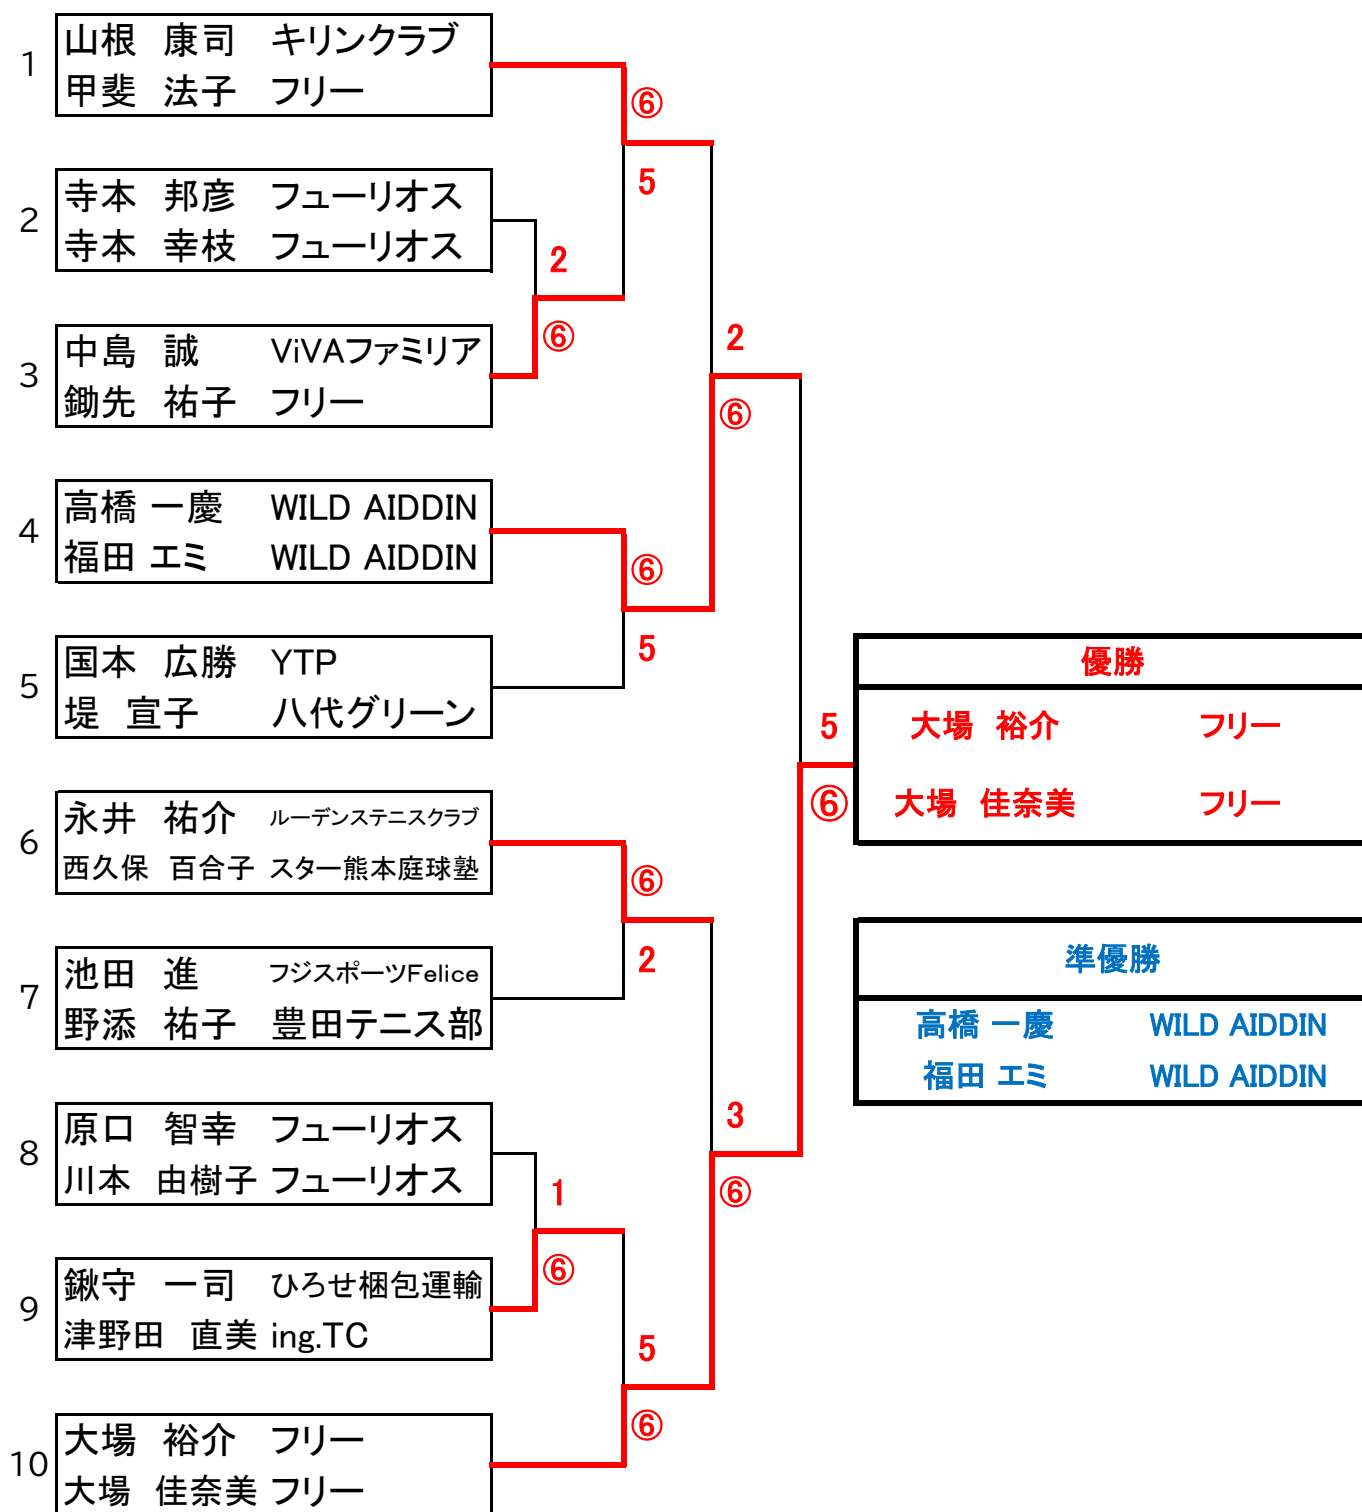 1
山根　康司　キリンクラブ
甲斐　法子　フリー
⑥
5
2
寺本　邦彦　フューリオス
寺本　幸枝　フューリオス
2
⑥
3
中島　誠　ViVAファミリア
鋤先　祐子　フリー
2
⑥
4
高橋 一慶　WILD AIDDIN
福田 エミ　WILD AIDDIN
⑥
5
5
国本　広勝　YTP
堤　宣子　八代グリーン
優勝
大場　裕介　フリー
大場　佳奈美　フリー
5
⑥
6
永井　祐介　ルーデンステニスクラブ
西久保　百合子　スター熊本庭球塾
⑥
2
準優勝
高橋 一慶　WILD AIDDIN
福田 エミ　WILD AIDDIN
7
池田　進　フジスポーツFelice
野添　祐子　豊田テニス部
3
⑥
8
原口　智幸　フューリオス
川本　由樹子　フューリオス
1
⑥
9
鍬守　一司　ひろせ梱包運輸
津野田　直美　ing.TC
5
⑥
10
大場　裕介　フリー
大場　佳奈美　フリー